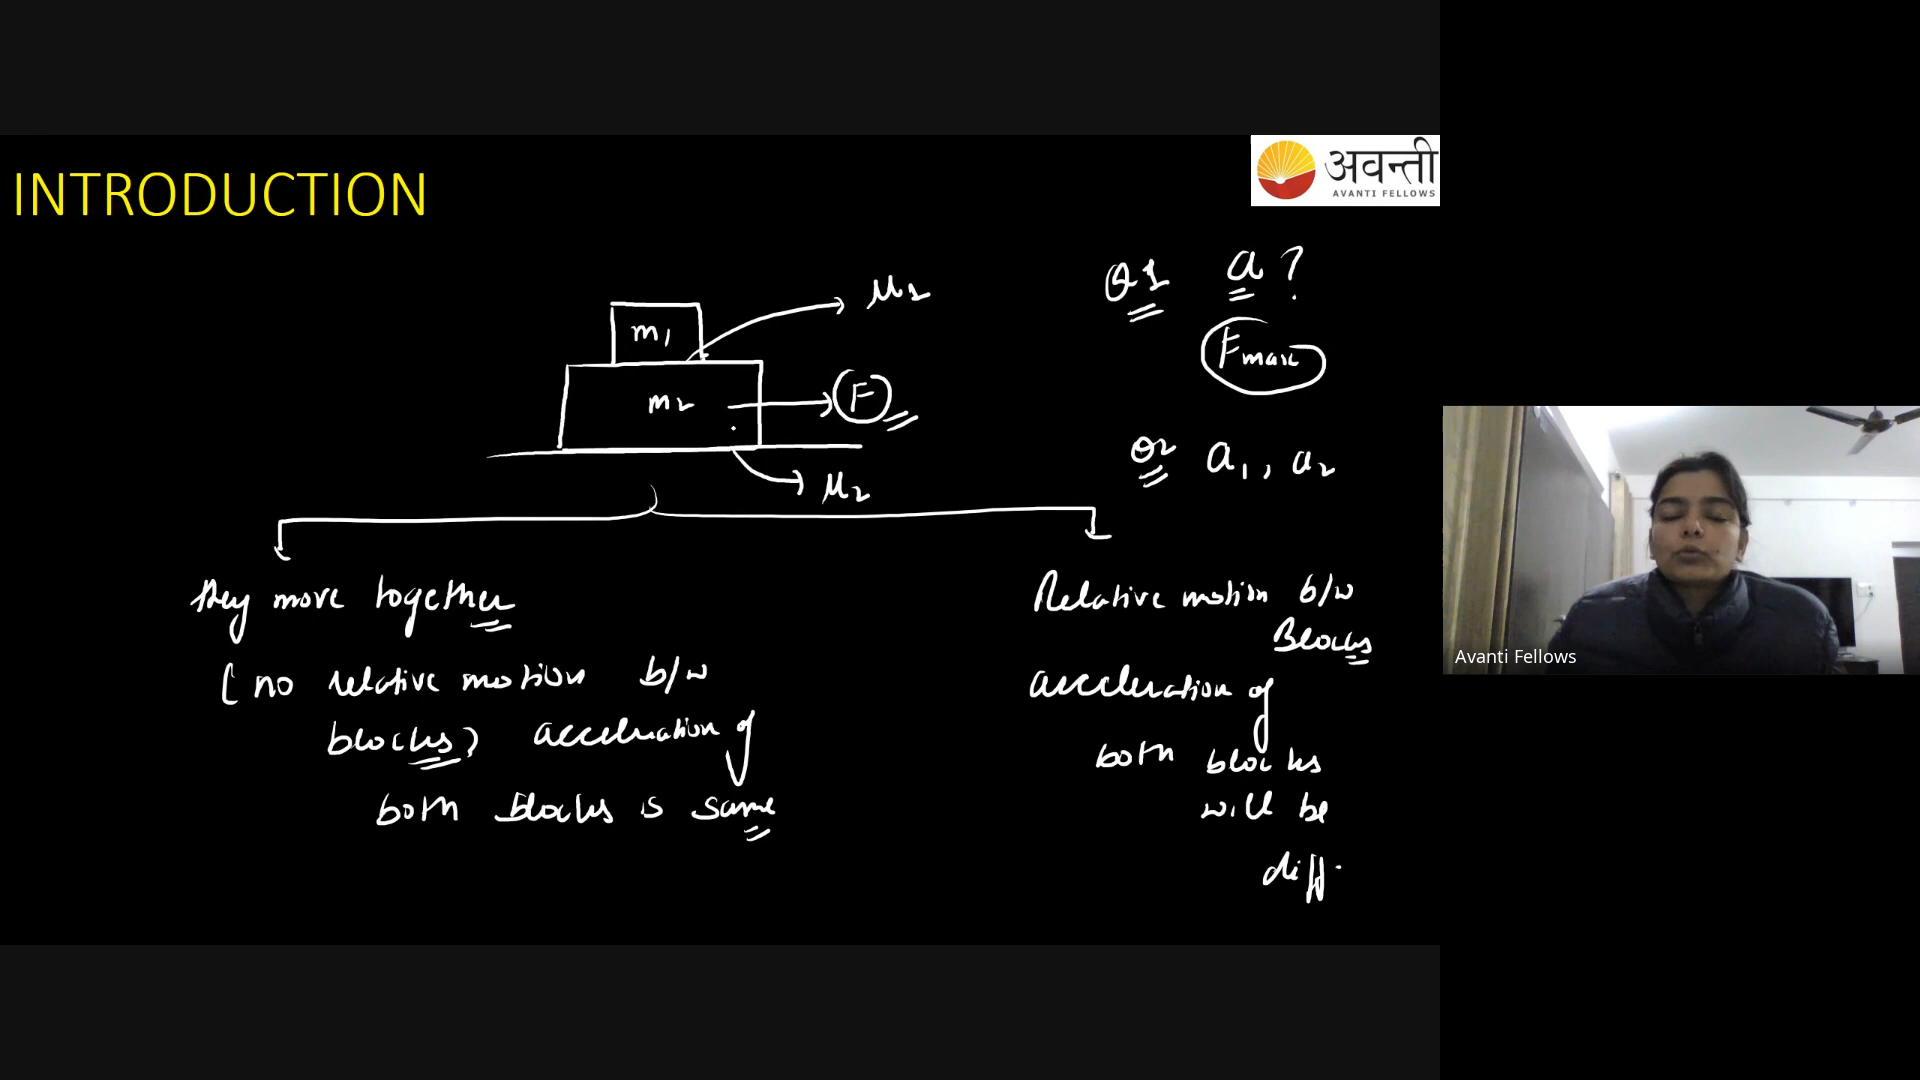 INTRODUCTION
अवन्ती
AVANTI FELLOWS
Q1 a ?
Fmax
μ1
m1
m2
F
μ2
Q2 a1, a2
they move together
(no relative motion b/w
blocks) acceleration of
both blocks is same
Relative motion b/w
Blocks
acceleration of
both blocks
will be
diff.
Avanti Fellows